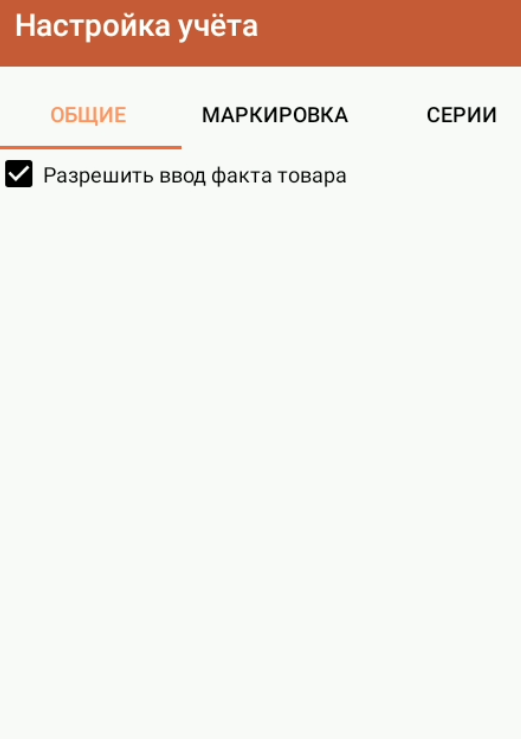 Настройка учёта
ОБЩИЕ МАРКИРОВКА СЕРИИ
Разрешить ввод факта товара